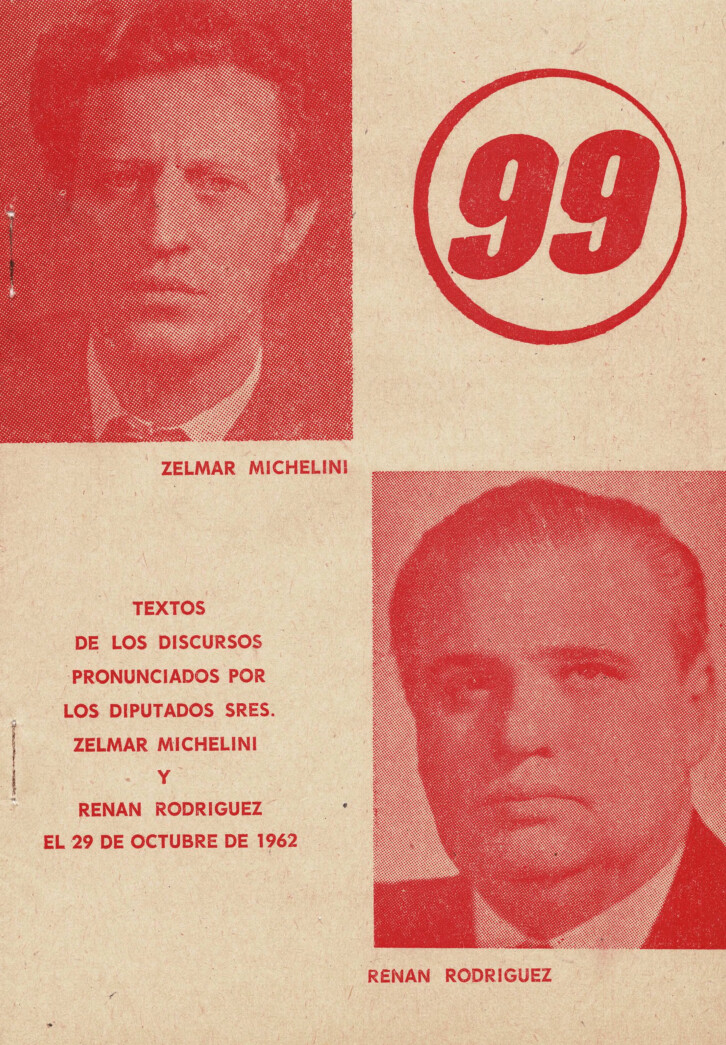 99
ZELMAR MICHELINI
TEXTOS
DE LOS DISCURSOS
PRONUNCIADOS POR
LOS DIPUTADOS SRES.
ZELMAR MICHELINI
Y
RENAN RODRIGUEZ
EL 29 DE OCTUBRE DE 1962
RENAN RODRIGUEZ